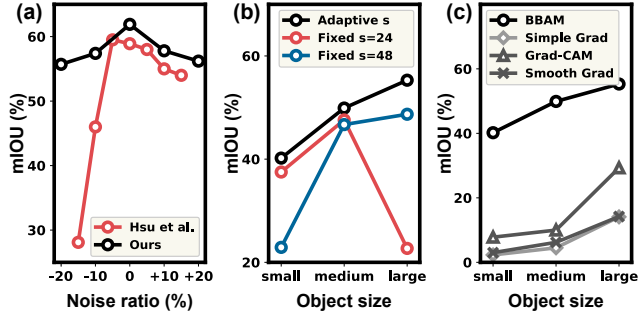 (a)
mIOU (%)
60
50
40
30
Hsu et al.
Ours
-20 -10 0 +10 +20
Noise ratio (%)
(b)
mIOU (%)
60
40
20
Adaptive s
Fixed s=24
Fixed s=48
small medium large
Object size
(c)
mIOU (%)
60
40
20
0
BBAM
Simple Grad
Grad-CAM
Smooth Grad
small medium large
Object size